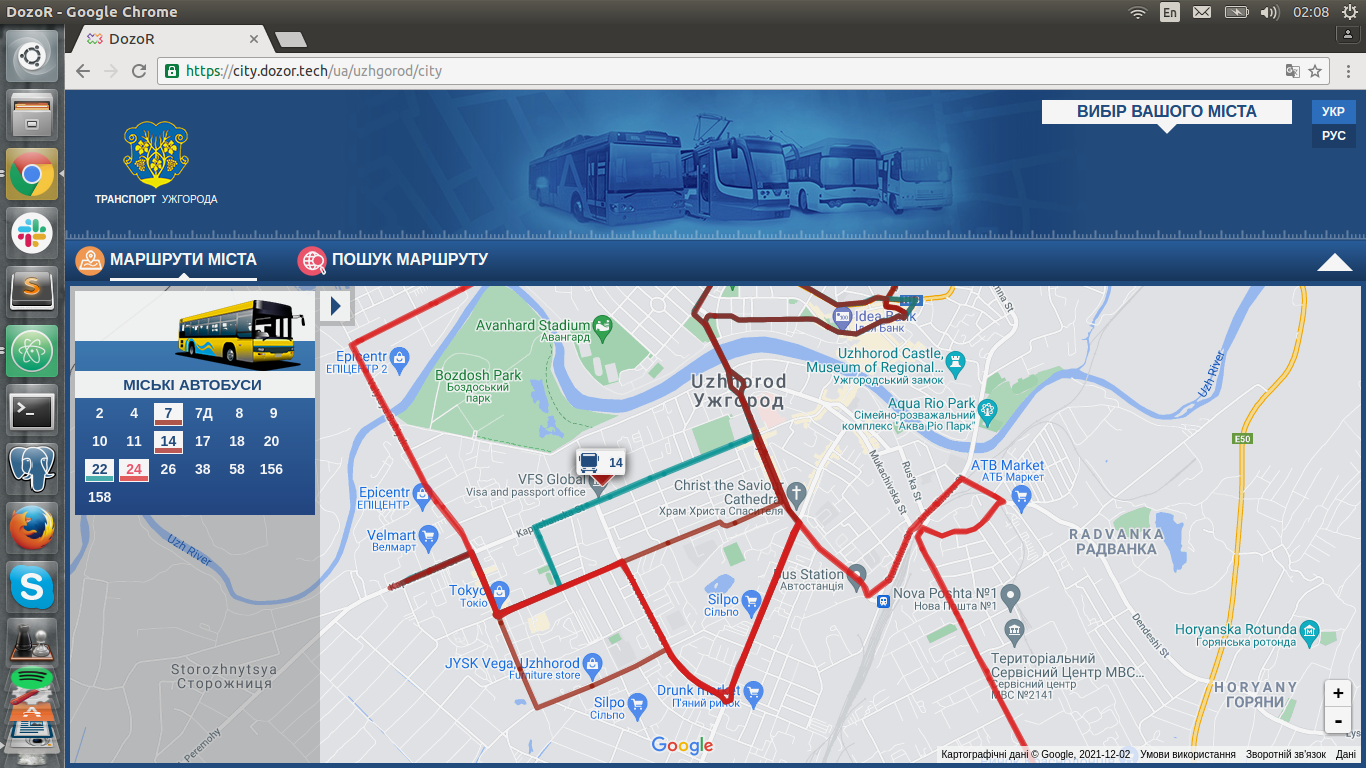 DozoR - Google Chrome
En
02:08
DozoR
https://city.dozor.tech/ua/uzhgorod/city
ВИБІР ВАШОГО МІСТА
УКР
РУС
ТРАНСПОРТ УЖГОРОДА
МАРШРУТИ МІСТА
ПОШУК МАРШРУТУ
МІСЬКІ АВТОБУСИ
2 4 7 7Д 8 9
10 11 14 17 18 20
22 24 26 38 58 156
158
Avanhard Stadium
Авангард
Epicentr
ЕПІЦЕНТР 2
Bozdosh Park
Боздоський
парк
Idea Bank
Ідея Банк
Uzhhorod Castle,
Museum of Regional...
Ужгородський замок
Uzhhorod
Ужгород
Aqua Rio Park
Сімейно-розважальний
комплекс "Аква Ріо Парк"
Uzh River
E50
14
VFS Global
Visa and passport office
Mukachivska St
Rus'ka St
ATB Market
АТБ Маркет
Christ the Saviour
Cathedral
Храм Христа Спасителя
Epicentr
ЕПІЦЕНТР
Velmart
Велмарт
Uzh River
RADVANKA
РАДВАНКА
Bus Station
Автостанція
Tokyo
Токіо
Silpo
Сільпо
Nova Poshta №1
Нова Пошта №1
Dendeshi St
Horyanska Rotunda
Горянська ротонда
Storozhnytsya
Сторожниця
JYSK Vega, Uzhhorod
Furniture store
Територіальний
Сервісний Центр МВС...
Сервісний центр
МВС №2141
Silpo
Сільпо
Drunk market
П'яний ринок
HORYANY
ГОРЯНИ
Peremohy
+
-
Google
Картографічні дані © Google, 2021-12-02
Умови використання
Зворотній зв'язок
Дані